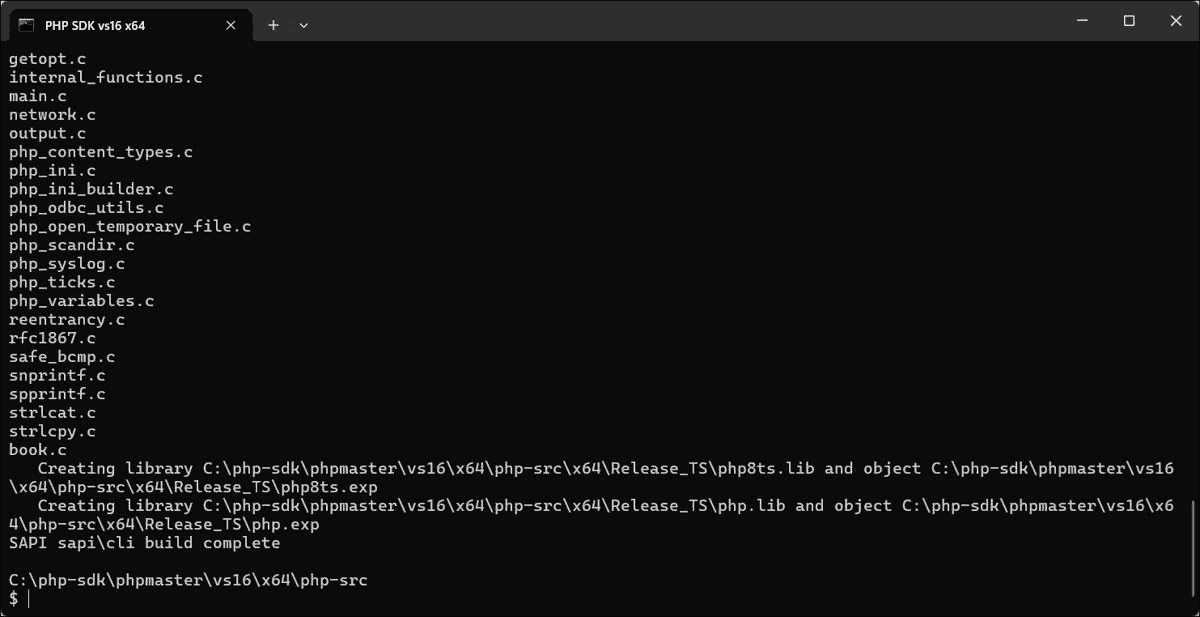 PHP SDK vs16 x64
getopt.c
internal_functions.c
main.c
network.c
output.c
php_content_types.c
php_ini.c
php_ini_builder.c
php_odbc_utils.c
php_open_temporary_file.c
php_scandir.c
php_syslog.c
php_ticks.c
php_variables.c
reentrancy.c
rfc1867.c
safe_bcmp.c
snprintf.c
spprintf.c
strlcat.c
strlcpy.c
book.c
   Creating library C:\php-sdk\phpmaster\vs16\x64\php-src\x64\Release_TS\php8ts.lib and object C:\php-sdk\phpmaster\vs16
\x64\php-src\x64\Release_TS\php8ts.exp
   Creating library C:\php-sdk\phpmaster\vs16\x64\php-src\x64\Release_TS\php.lib and object C:\php-sdk\phpmaster\vs16\x6
4\php-src\x64\Release_TS\php.exp
SAPI sapi\cli build complete
C:\php-sdk\phpmaster\vs16\x64\php-src
$